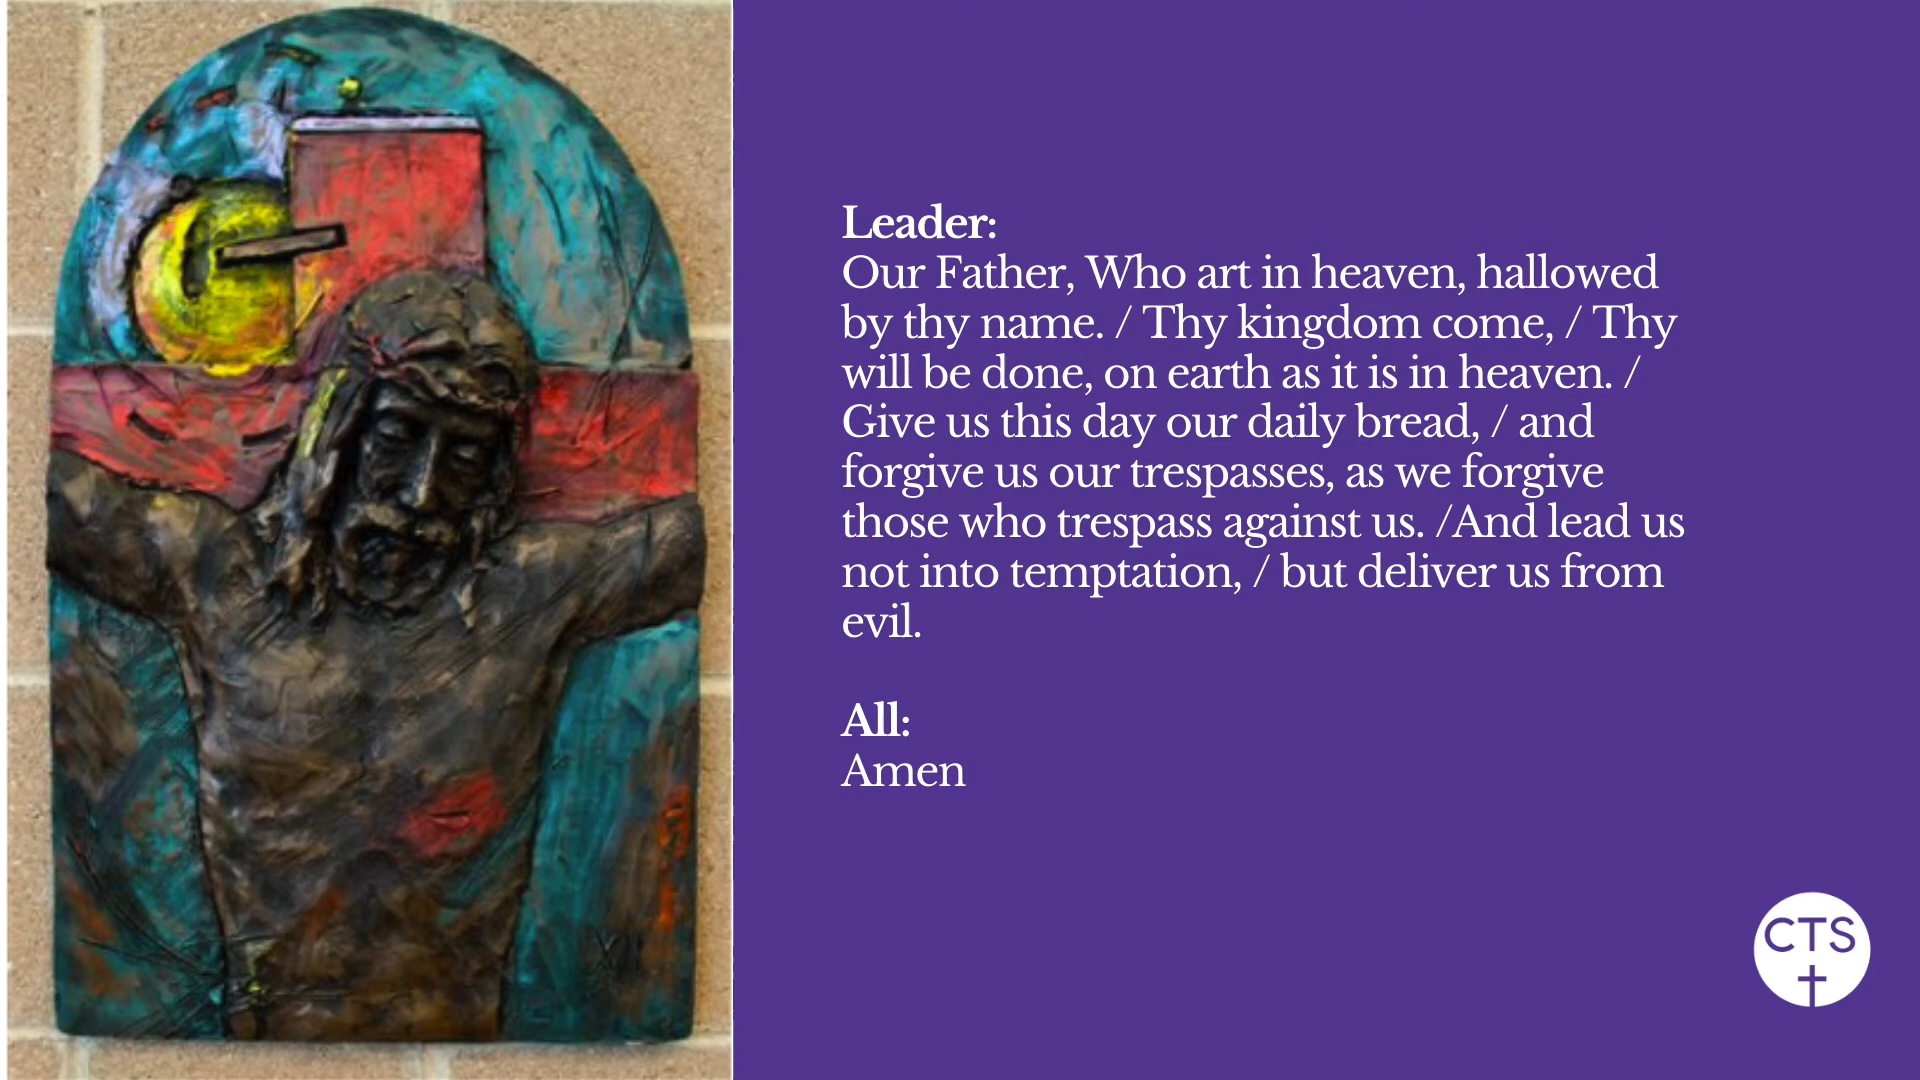 Leader:
Our Father, Who art in heaven, hallowed
by thy name. / Thy kingdom come, / Thy
will be done, on earth as it is in heaven. /
Give us this day our daily bread, / and
forgive us our trespasses, as we forgive
those who trespass against us. /And lead us
not into temptation, / but deliver us from
evil.
All:
Amen
XII
CTS